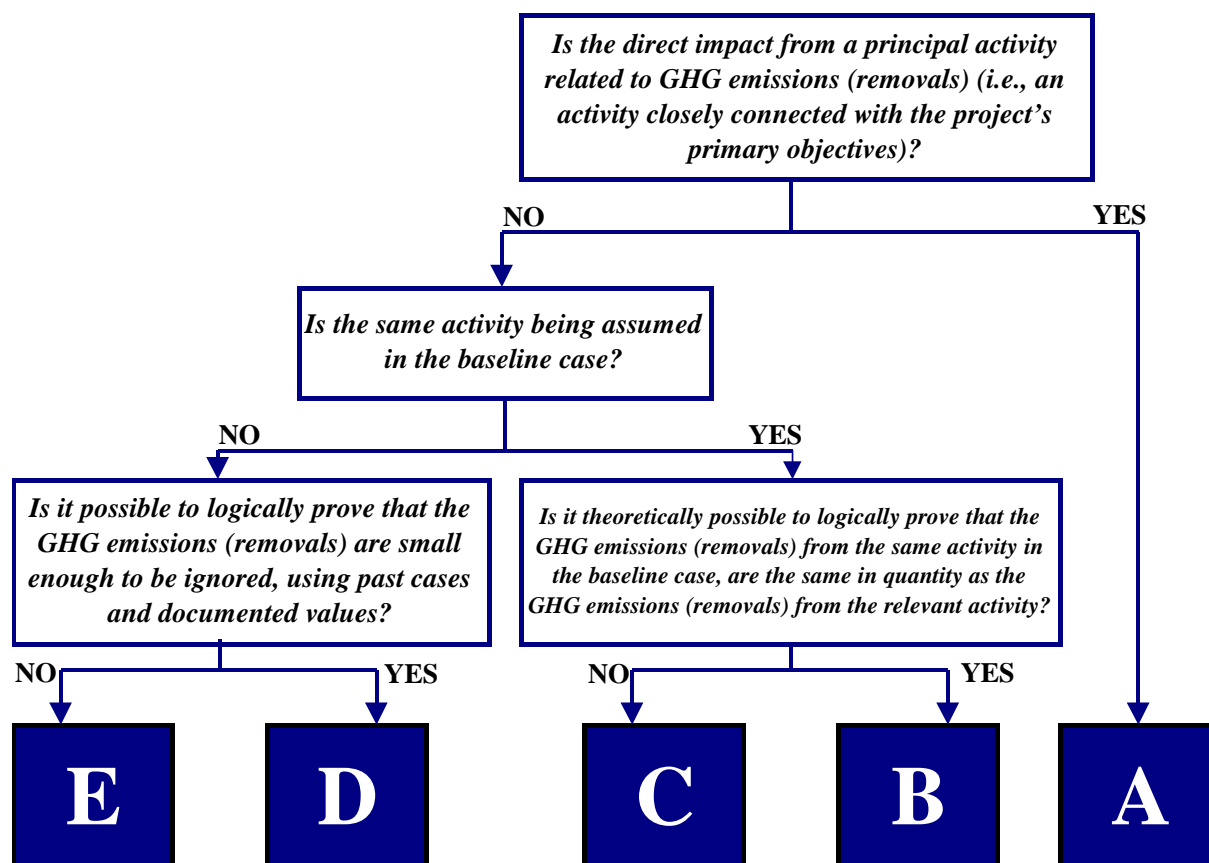 Is the direct impact from a principal activity
related to GHG emissions (removals) (i.e., an
activity closely connected with the project's
primary objectives)?
NO
YES
Is the same activity being assumed
in the baseline case?
NO
YES
Is it possible to logically prove that the
GHG emissions (removals) are small
enough to be ignored, using past cases
and documented values?
Is it theoretically possible to logically prove that the
GHG emissions (removals) from the same activity in
the baseline case, are the same in quantity as the
GHG emissions (removals) from the relevant activity?
NO
YES
NO
YES
E
D
C
B
A